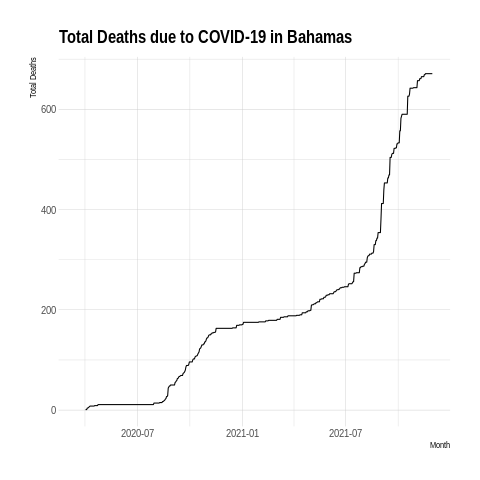 Total Deaths due to COVID-19 in Bahamas
Total Deaths
600
400
200
0
2020-07
2021-01
2021-07
Month